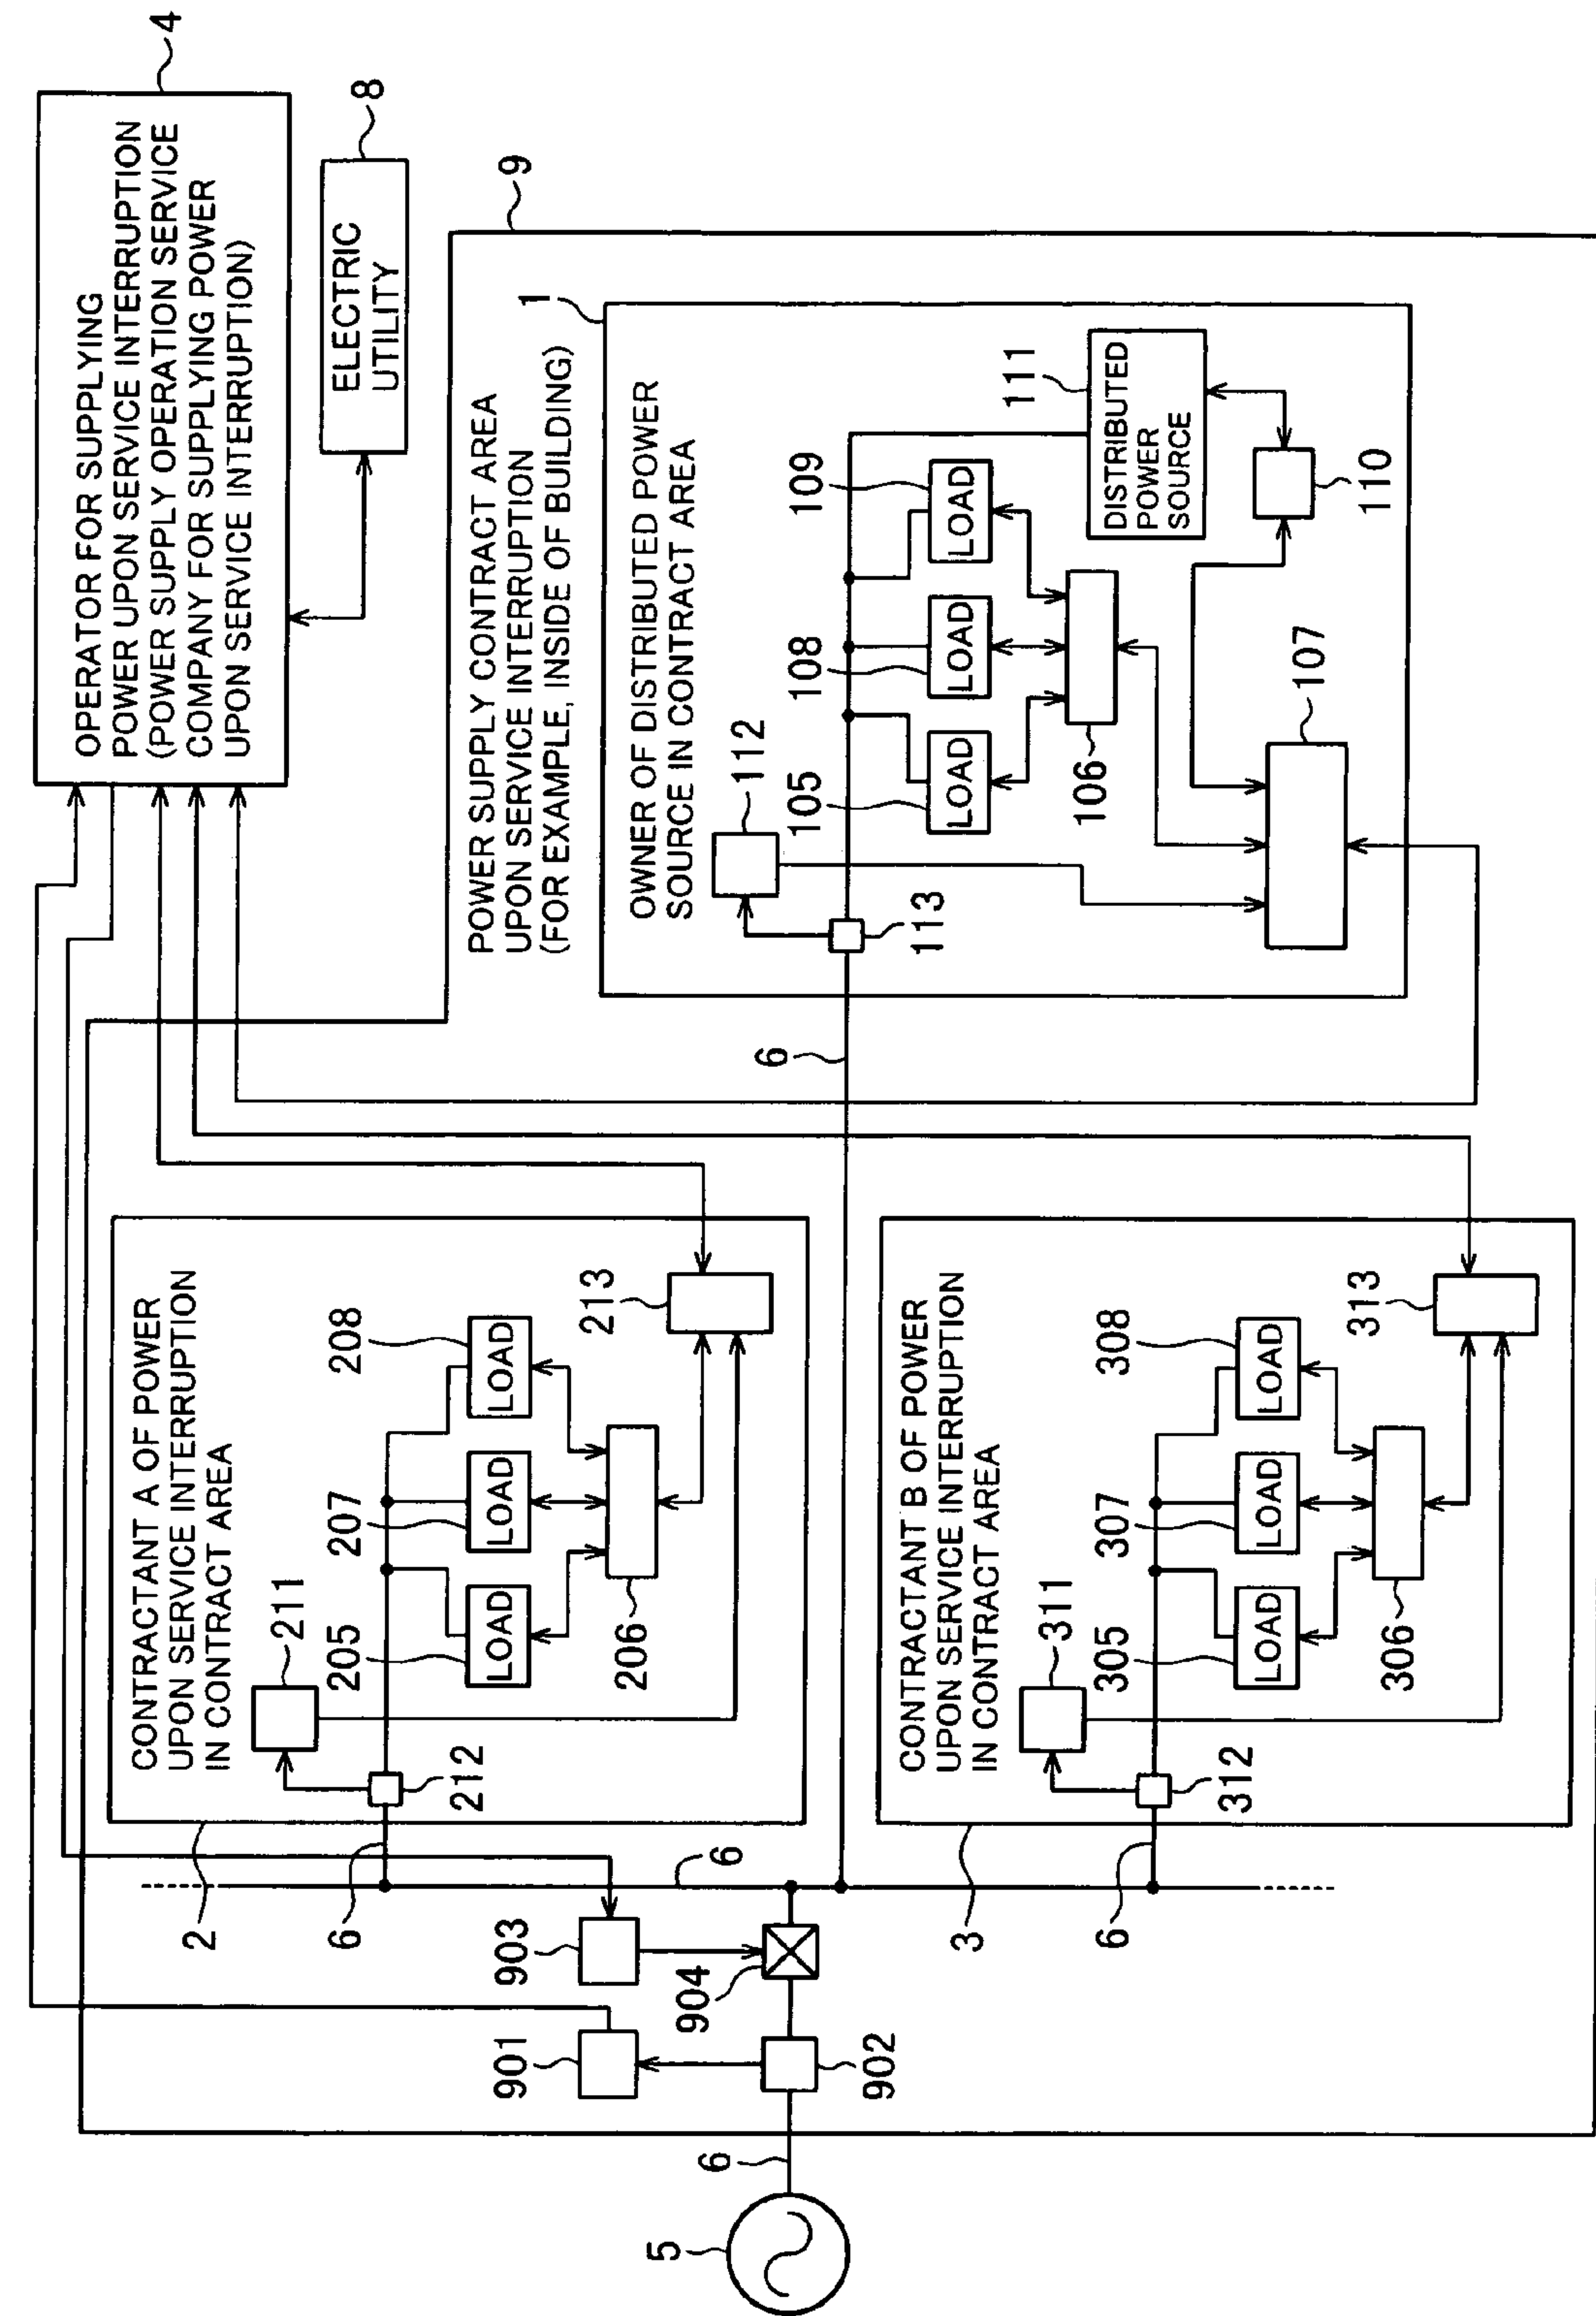 OPERATOR FOR SUPPLYING
POWER UPON SERVICE INTERRUPTION
(POWER SUPPLY OPERATION SERVICE
COMPANY FOR SUPPLYING POWER
UPON SERVICE INTERRUPTION)
4
ELECTRIC
UTILITY
8
9
POWER SUPPLY CONTRACT AREA
UPON SERVICE INTERRUPTION
(FOR EXAMPLE, INSIDE OF BUILDING)
1
OWNER OF DISTRIBUTED POWER
SOURCE IN CONTRACT AREA
112
113
105
LOAD
108
LOAD
109
LOAD
111
DISTRIBUTED
POWER
SOURCE
106
107
110
6
CONTRACTANT A OF POWER
UPON SERVICE INTERRUPTION
IN CONTRACT AREA
211
212
205
LOAD
207
LOAD
208
LOAD
206
213
2
6
6
CONTRACTANT B OF POWER
UPON SERVICE INTERRUPTION
IN CONTRACT AREA
311
312
305
LOAD
307
LOAD
308
LOAD
306
313
3
6
903
904
901
902
6
5